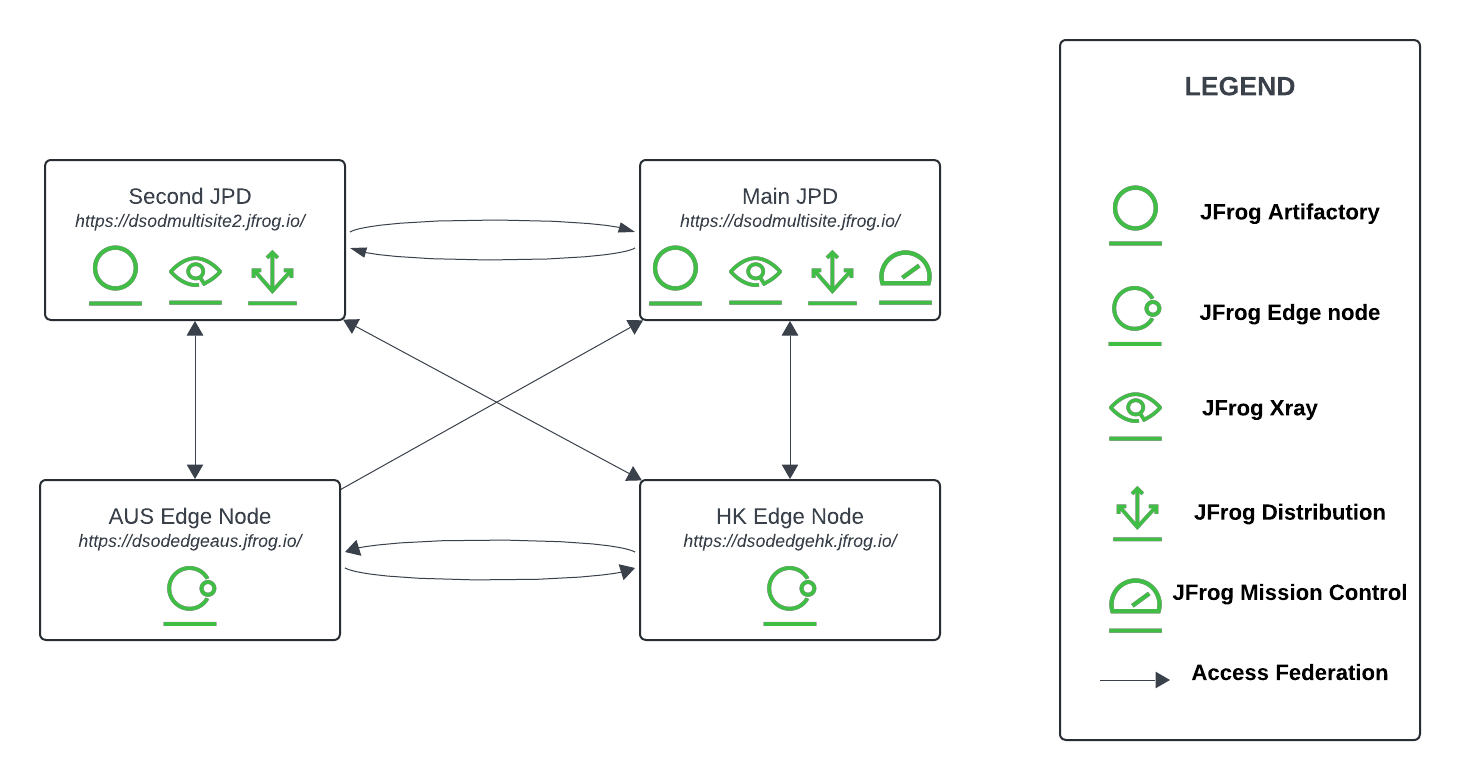 Second JPD
https://dsodmultisite2.jfrog.io/
Main JPD
https://dsodmultisite.jfrog.io/
AUS Edge Node
https://dsodedgeaus.jfrog.io/
HK Edge Node
https://dsodedgehk.jfrog.io/
LEGEND
JFrog Artifactory
JFrog Edge node
JFrog Xray
JFrog Distribution
JFrog Mission Control
Access Federation